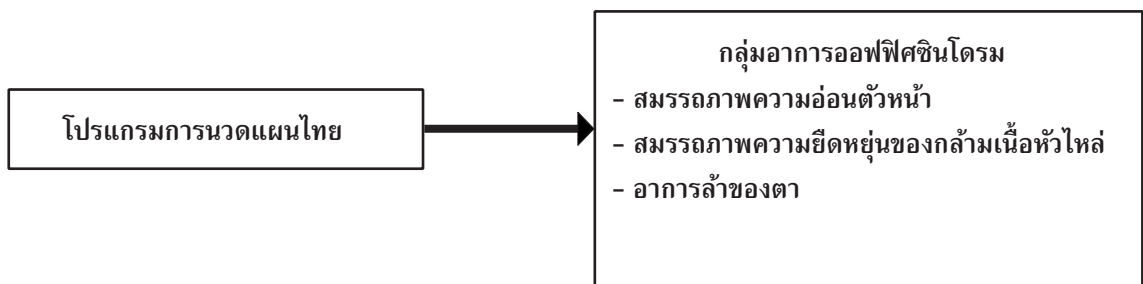 โปรแกรมการนวดแผนไทย
กลุ่มอาการออฟฟิศซินโดรม
- สมรรถภาพความอ่อนตัวหน้า
- สมรรถภาพความยืดหยุ่นของกล้ามเนื้อหัวไหล่
- อาการล้าของตา